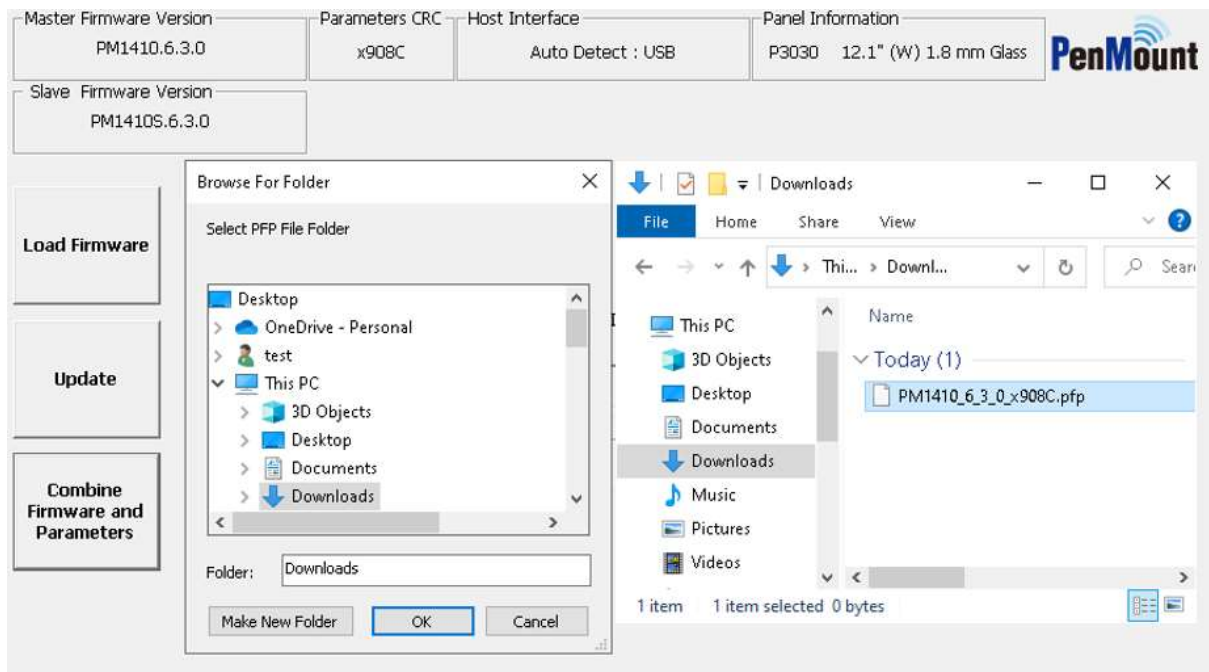 Master Firmware Version
PM1410.6.3.0
Parameters CRC
x908C
Host Interface
Auto Detect : USB
Panel Information
P3030 12.1" (W) 1.8 mm Glass
PenMount
Slave Firmware Version
PM1410S.6.3.0
Load Firmware
Update
Combine
Firmware and
Parameters
Browse For Folder
Select PFP File Folder
Desktop
OneDrive - Personal
test
This PC
3D Objects
Desktop
Documents
Downloads
Folder: Downloads
Make New Folder
OK
Cancel
Downloads
File Home Share View
Thi... › Downl...
Name
Today (1)
PM1410_6_3_0_x908C.pfp
This PC
3D Objects
Desktop
Documents
Downloads
Music
Pictures
Videos
1 item 1 item selected 0 bytes